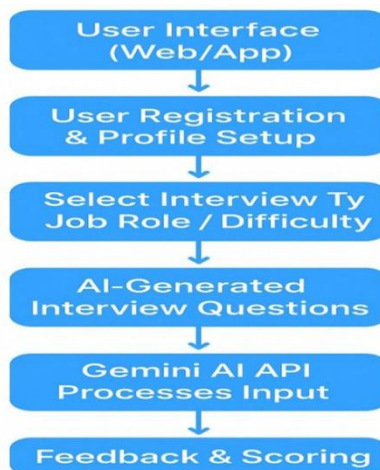 User Interface
(Web/App)
User Registration
& Profile Setup
Select Interview Ty
Job Role / Difficulty
AI-Generated
Interview Questions
Gemini AI API
Processes Input
Feedback & Scoring